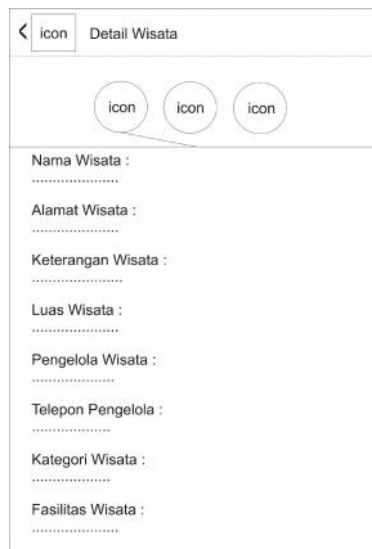 icon Detail Wisata
icon icon icon
Nama Wisata :
......................
Alamat Wisata :
......................
Keterangan Wisata :
.......................
Luas Wisata :
......................
Pengelola Wisata :
.....................
Telepon Pengelola :
....................
Kategori Wisata :
....................
Fasilitas Wisata :
......................